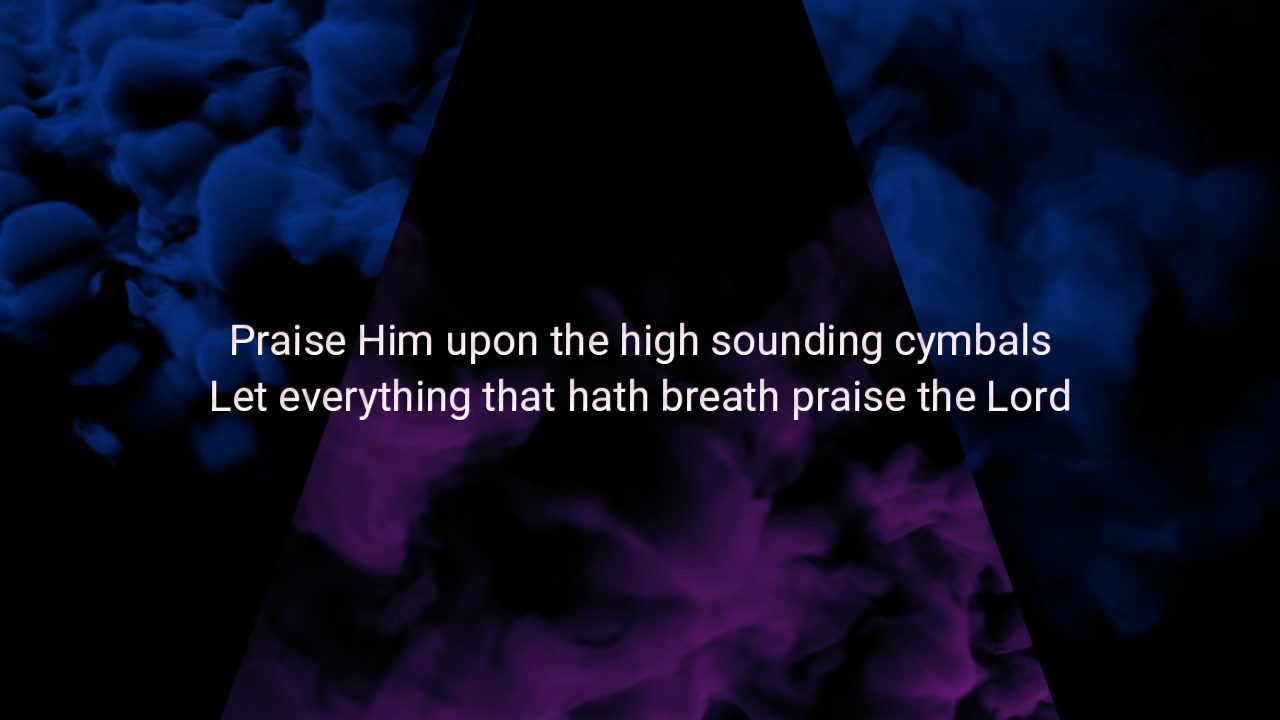 Praise Him upon the high sounding cymbals
Let everything that hath breath praise the Lord